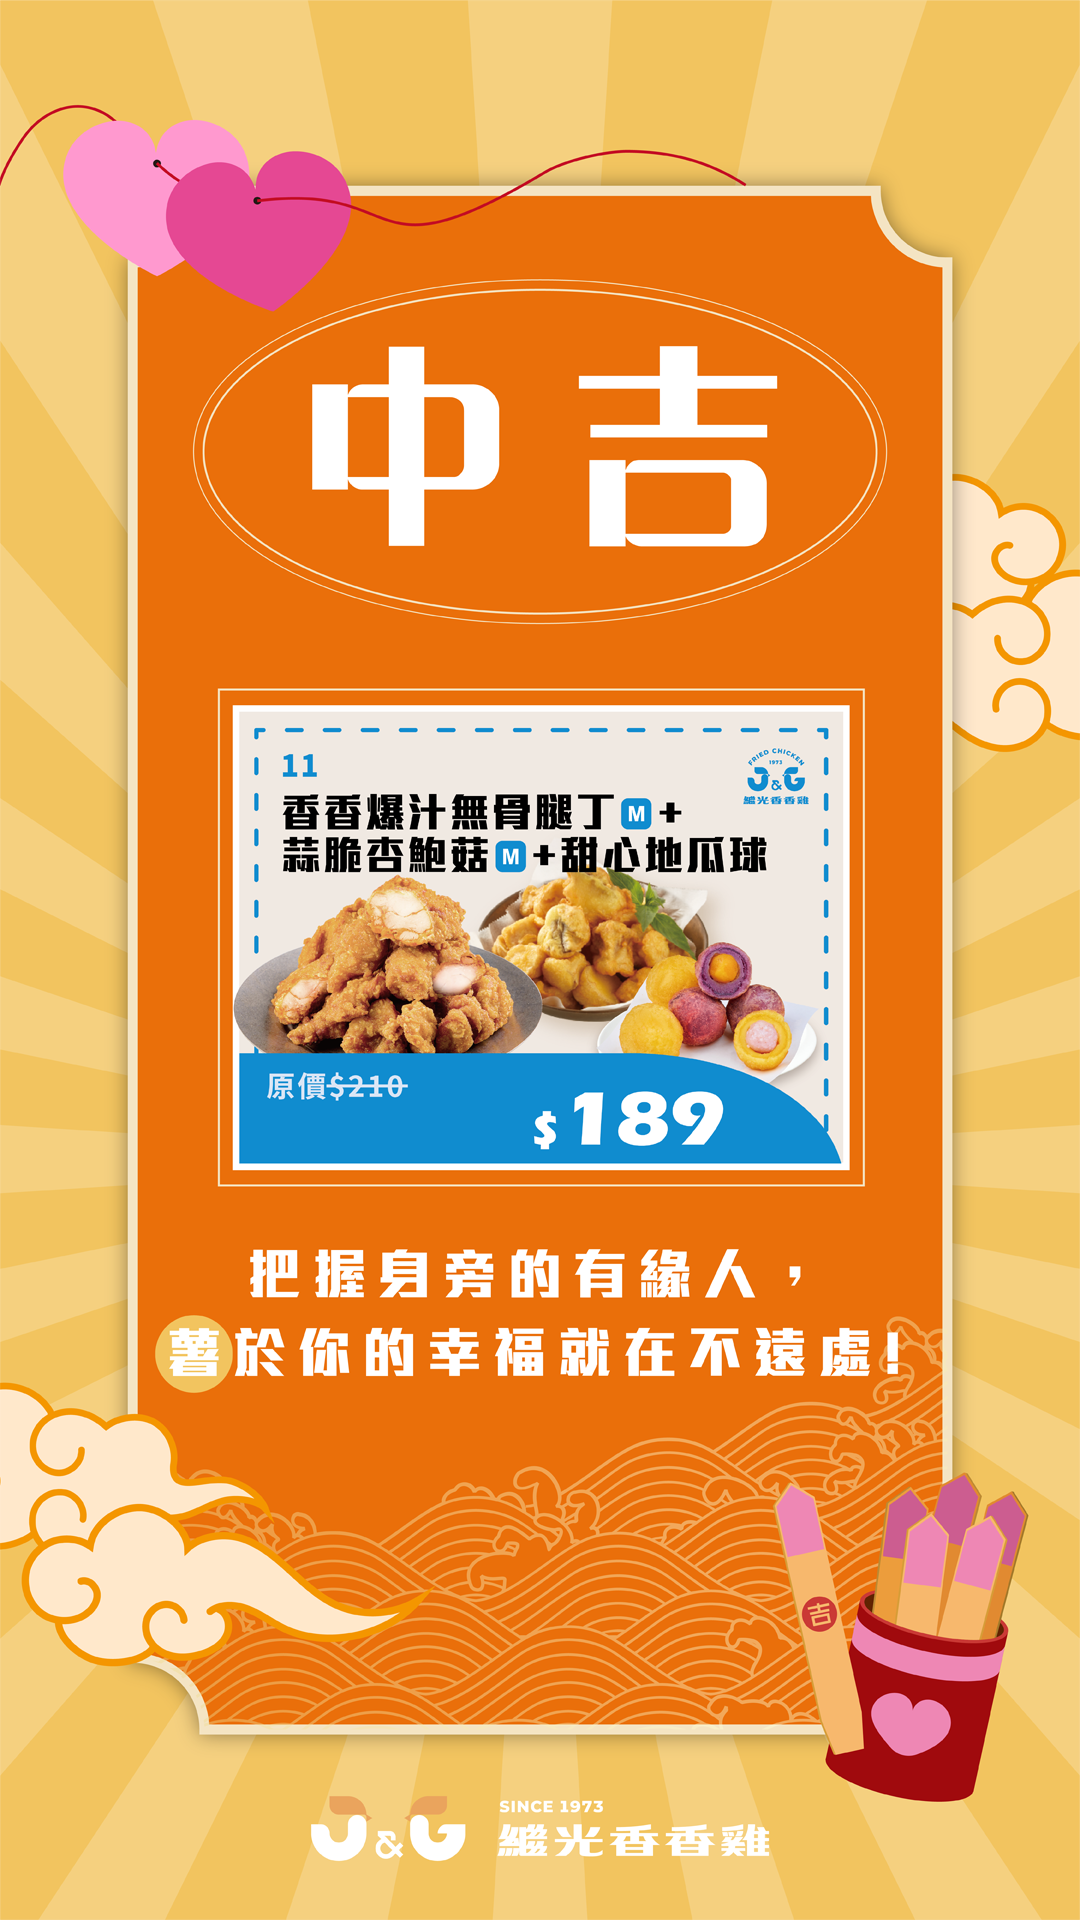 中吉
11
FRIED CHICKEN
1973
J&G
繼光香香雞
香香爆汁無骨腿丁M+
蒜脆杏鮑菇M+甜心地瓜球
原價$210
$189
把握身旁的有緣人，
薯於你的幸福就在不遠處!
吉
J&G
SINCE 1973
繼光香香雞